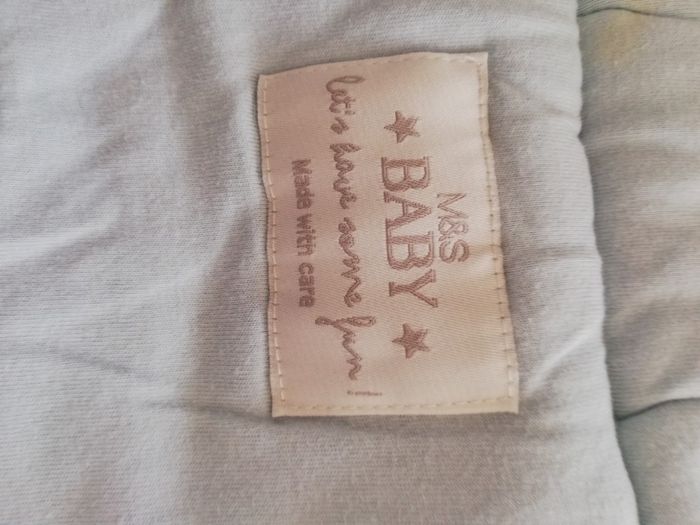 M&S
★ BABY ★
let's have some fun
Made with care